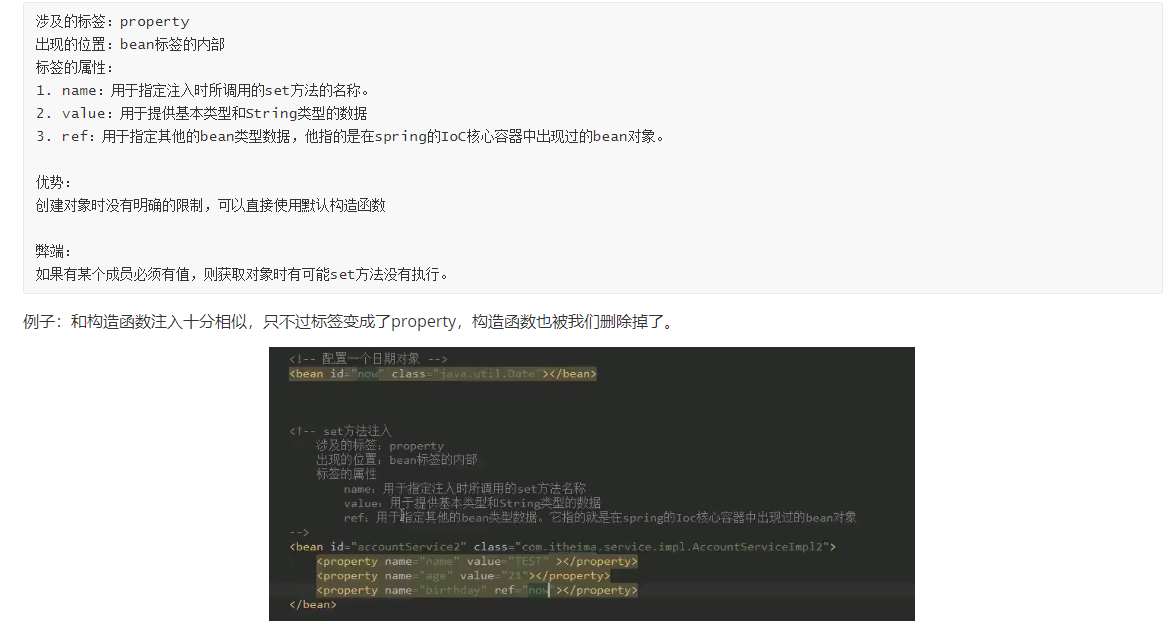 涉及的标签：property
出现的位置：bean标签的内部
标签的属性：
1. name：用于指定注入时所调用的set方法的名称。
2. value：用于提供基本类型和String类型的数据
3. ref：用于指定其他的bean类型数据，他指的是在spring的IoC核心容器中出现过的bean对象。
优势：
创建对象时没有明确的限制，可以直接使用默认构造函数
弊端：
如果有某个成员必须有值，则获取对象时有可能set方法没有执行。
例子：和构造函数注入十分相似，只不过标签变成了property，构造函数也被我们删除掉了。
<!-- 配置一个日期对象 -->
<bean id="now" class="java.util.Date"></bean>
<!-- set方法注入
涉及的标签：property
出现的位置：bean标签的内部
标签的属性
name：用于指定注入时所调用的set方法名称
value：用于提供基本类型和String类型的数据
ref：用于指定其他的bean类型数据。它指的就是在spring的Ioc核心容器中出现过的bean对象
-->
<bean id="accountService2" class="com.itheima.service.impl.AccountServiceImpl2">
<property name="name" value="TEST" ></property>
<property name="age" value="21"></property>
<property name="birthday" ref="now"></property>
</bean>